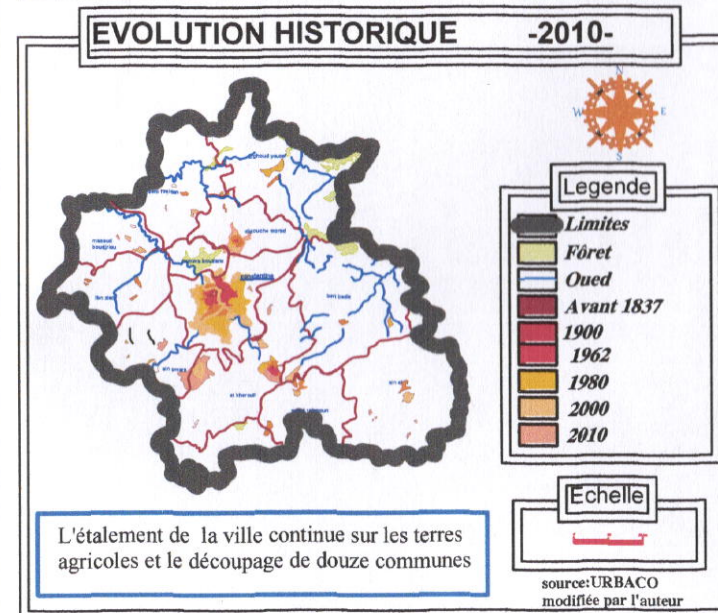 EVOLUTION HISTORIQUE -2010-
N
W E
S
Legende
Limites
Fôret
Oued
Avant 1837
1900
1962
1980
2000
2010
constantine
ain smara
el khroub
Echelle
L'étalement de la ville continue sur les terres
agricoles et le découpage de douze communes
source:URBACO
modifiée par l'auteur